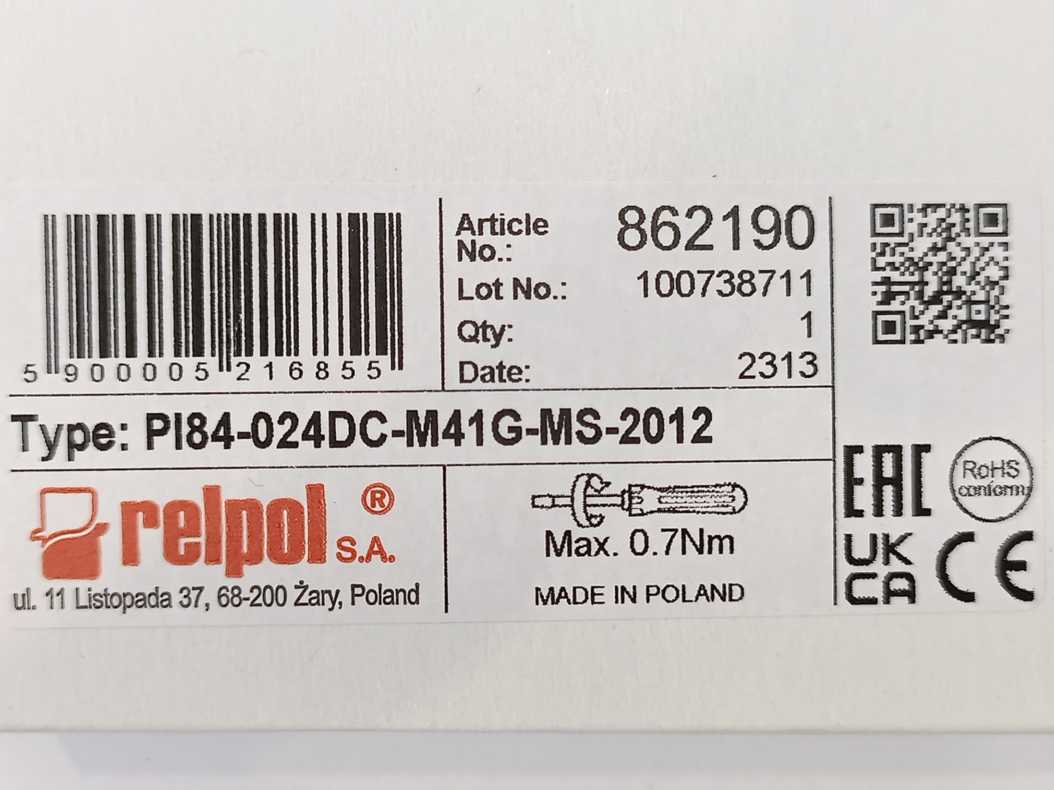 5 900005 216855
Article No.: 862190
Lot No.: 100738711
Qty: 1
Date: 2313
Type: PI84-024DC-M41G-MS-2012
relpol ® S.A.
ul. 11 Listopada 37, 68-200 Żary, Poland
Max. 0.7Nm
MADE IN POLAND
EAC
RoHS
conform
UK
CA
CE